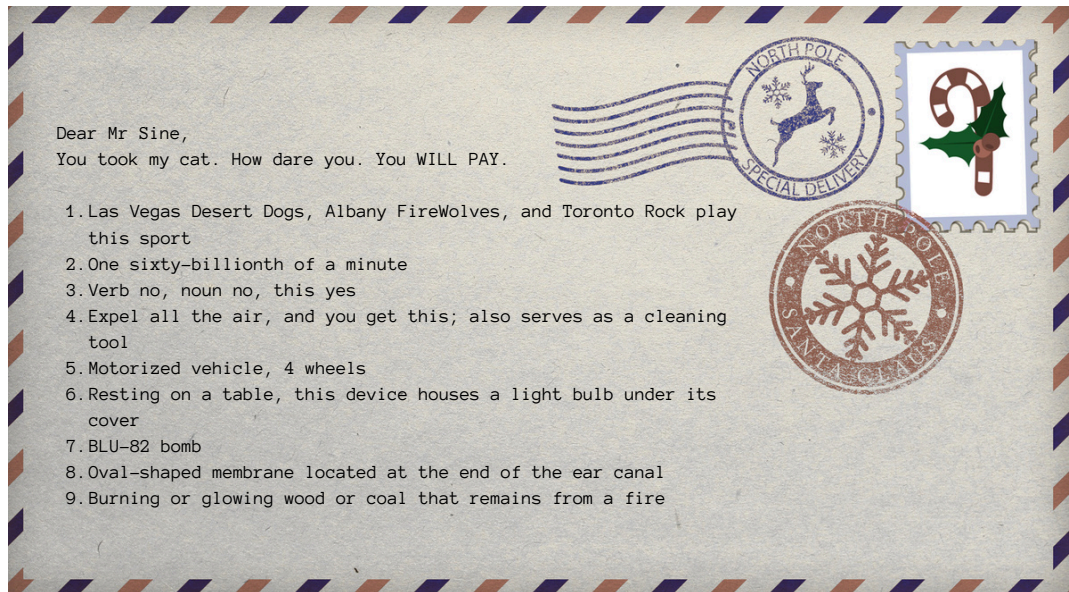 NORTH POLE
SPECIAL DELIVERY
Dear Mr Sine,
You took my cat. How dare you. You WILL PAY.
1. Las Vegas Desert Dogs, Albany FireWolves, and Toronto Rock play
this sport
2. One sixty-billionth of a minute
3. Verb no, noun no, this yes
4. Expel all the air, and you get this; also serves as a cleaning
tool
5. Motorized vehicle, 4 wheels
6. Resting on a table, this device houses a light bulb under its
cover
7. BLU-82 bomb
8. Oval-shaped membrane located at the end of the ear canal
9. Burning or glowing wood or coal that remains from a fire
NORTH POLE
SANTA CLAUS